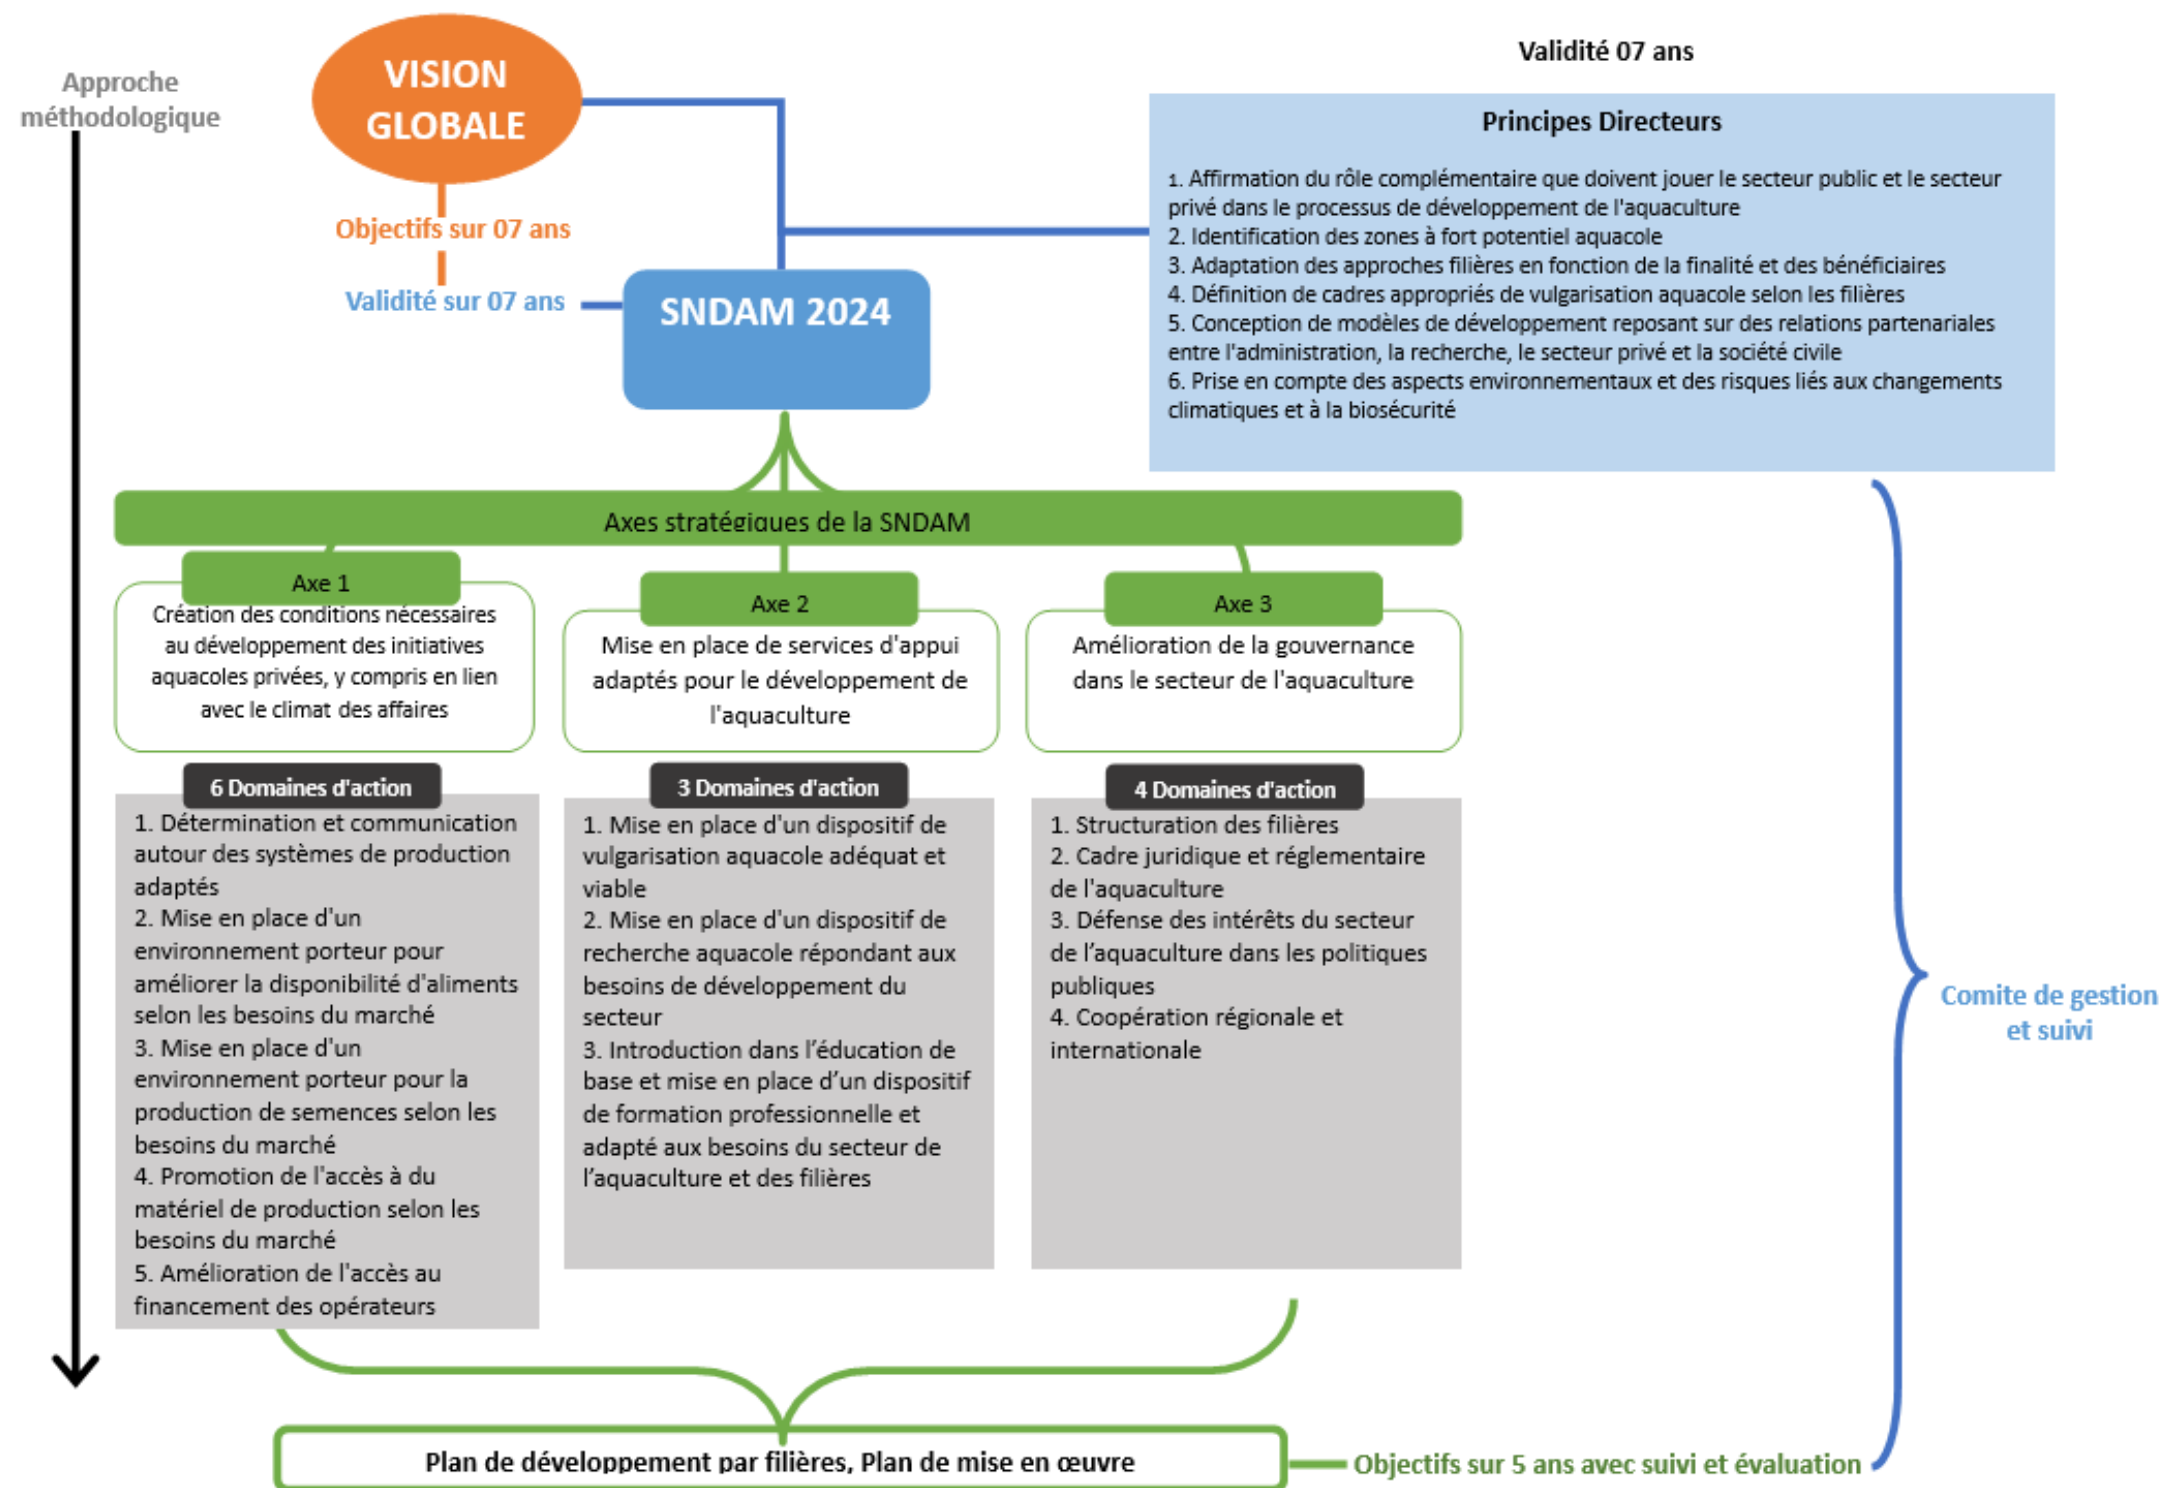 Approche
méthodologique
VISION
GLOBALE
Objectifs sur 07 ans
Validité sur 07 ans
SNDAM 2024
Validité 07 ans
Principes Directeurs
1. Affirmation du rôle complémentaire que doivent jouer le secteur public et le secteur
privé dans le processus de développement de l'aquaculture
2. Identification des zones à fort potentiel aquacole
3. Adaptation des approches filières en fonction de la finalité et des bénéficiaires
4. Définition de cadres appropriés de vulgarisation aquacole selon les filières
5. Conception de modèles de développement reposant sur des relations partenariales
entre l'administration, la recherche, le secteur privé et la société civile
6. Prise en compte des aspects environnementaux et des risques liés aux changements
climatiques et à la biosécurité
Axes stratégiques de la SNDAM
Axe 1
Création des conditions nécessaires
au développement des initiatives
aquacoles privées, y compris en lien
avec le climat des affaires
Axe 2
Mise en place de services d'appui
adaptés pour le développement de
l'aquaculture
Axe 3
Amélioration de la gouvernance
dans le secteur de l'aquaculture
6 Domaines d'action
1. Détermination et communication
autour des systèmes de production
adaptés
2. Mise en place d'un
environnement porteur pour
améliorer la disponibilité d'aliments
selon les besoins du marché
3. Mise en place d'un
environnement porteur pour la
production de semences selon les
besoins du marché
4. Promotion de l'accès à du
matériel de production selon les
besoins du marché
5. Amélioration de l'accès au
financement des opérateurs
3 Domaines d'action
1. Mise en place d'un dispositif de
vulgarisation aquacole adéquat et
viable
2. Mise en place d'un dispositif de
recherche aquacole répondant aux
besoins de développement du
secteur
3. Introduction dans l’éducation de
base et mise en place d’un dispositif
de formation professionnelle et
adapté aux besoins du secteur de
l’aquaculture et des filières
4 Domaines d'action
1. Structuration des filières
2. Cadre juridique et réglementaire
de l'aquaculture
3. Défense des intérêts du secteur
de l’aquaculture dans les politiques
publiques
4. Coopération régionale et
internationale
Comite de gestion
et suivi
Plan de développement par filières, Plan de mise en œuvre
Objectifs sur 5 ans avec suivi et évaluation